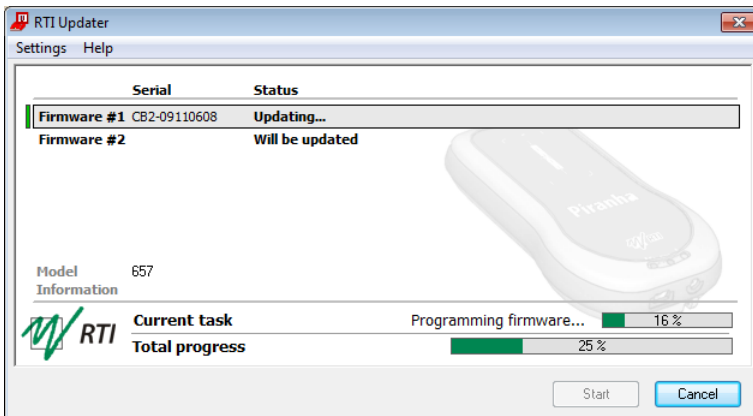 RTI Updater
Settings Help
Serial Status
Firmware #1 CB2-09110608 Updating...
Firmware #2 Will be updated
Piranha
Model Information 657
RTI
Current task Programming firmware... 16 %
Total progress 25 %
Start Cancel